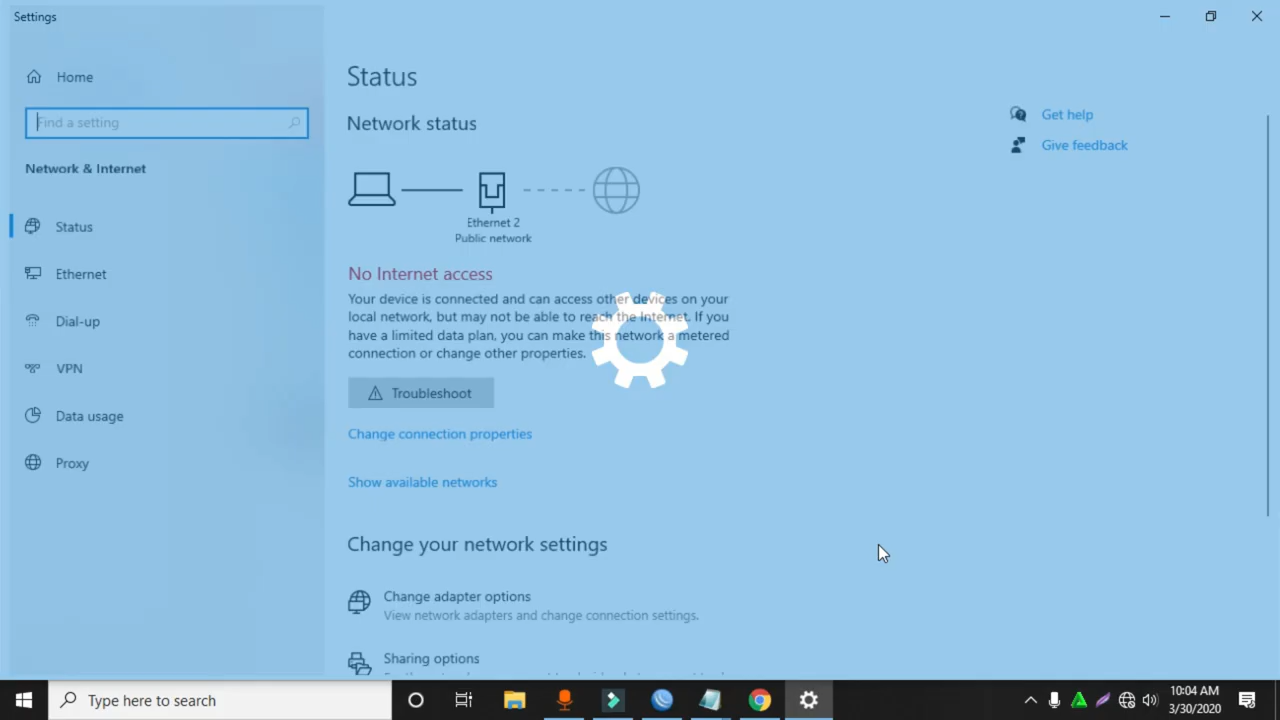 Settings
Home
Find a setting
Network & Internet
Status
Ethernet
Dial-up
VPN
Data usage
Proxy
Status
Network status
Ethernet 2
Public network
No Internet access
Your device is connected and can access other devices on your
local network, but may not be able to reach the Internet. If you
have a limited data plan, you can make this network a metered
connection or change other properties.
Troubleshoot
Change connection properties
Show available networks
Change your network settings
Change adapter options
View network adapters and change connection settings.
Sharing options
Get help
Give feedback
Type here to search
10:04 AM
3/30/2020